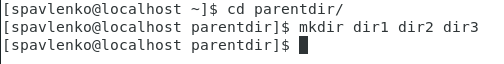 [spavlenko@localhost ~]$ cd parentdir/
[spavlenko@localhost parentdir]$ mkdir dir1 dir2 dir3
[spavlenko@localhost parentdir]$